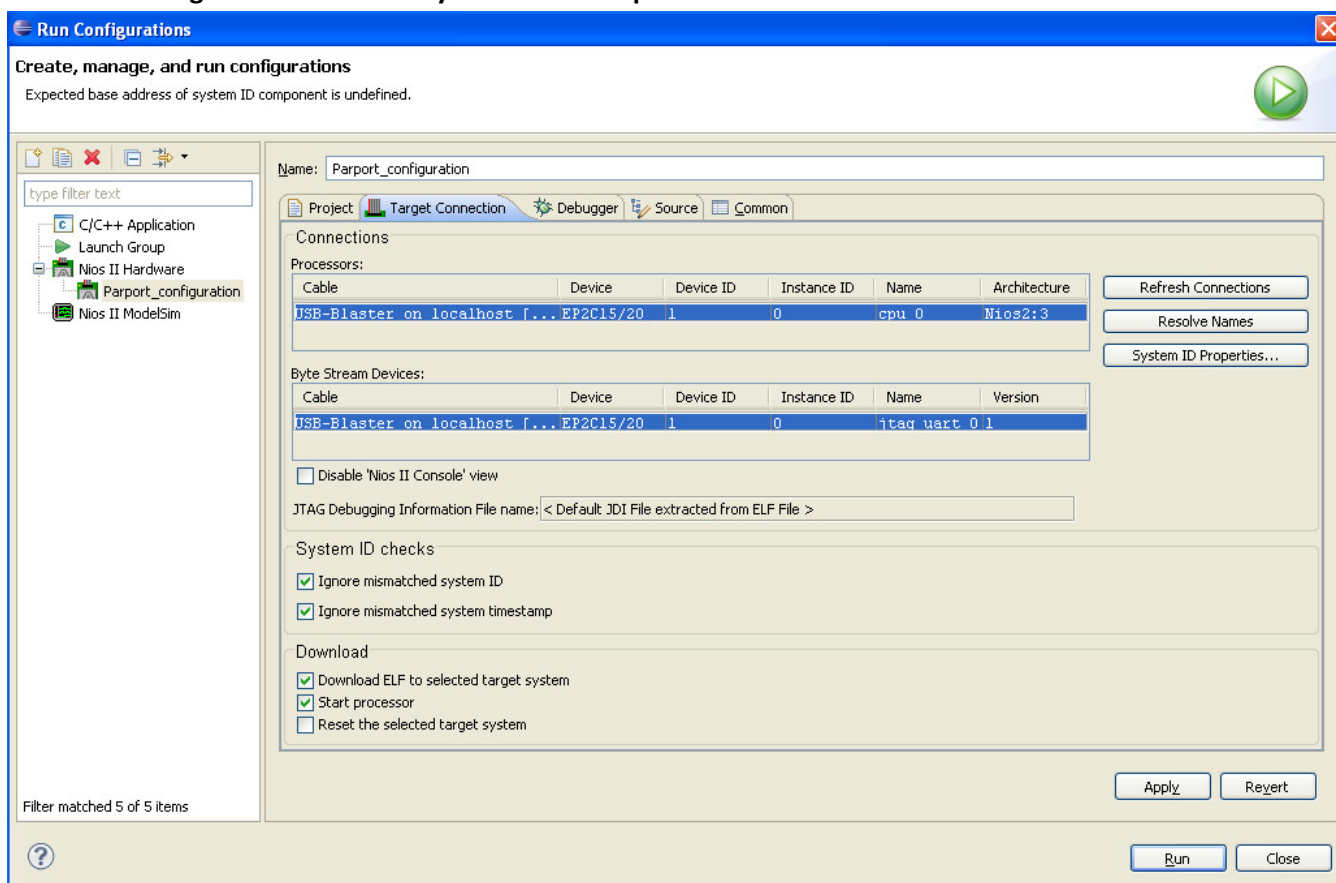 Run Configurations
Create, manage, and run configurations
Expected base address of system ID component is undefined.
type filter text
C/C++ Application
Launch Group
Nios II Hardware
Parport_configuration
Nios II ModelSim
Filter matched 5 of 5 items
Name: Parport_configuration
Project Target Connection Debugger Source Common
Connections
Processors:
Cable Device Device ID Instance ID Name Architecture
USB-Blaster on localhost [... EP2C15/20 1 0 cpu_0 Nios2:3
Refresh Connections
Resolve Names
System ID Properties...
Byte Stream Devices:
Cable Device Device ID Instance ID Name Version
USB-Blaster on localhost [... EP2C15/20 1 0 jtag_uart_0 1
Disable 'Nios II Console' view
JTAG Debugging Information File name: < Default JDI File extracted from ELF File >
System ID checks
Ignore mismatched system ID
Ignore mismatched system timestamp
Download
Download ELF to selected target system
Start processor
Reset the selected target system
Apply Revert
Run Close